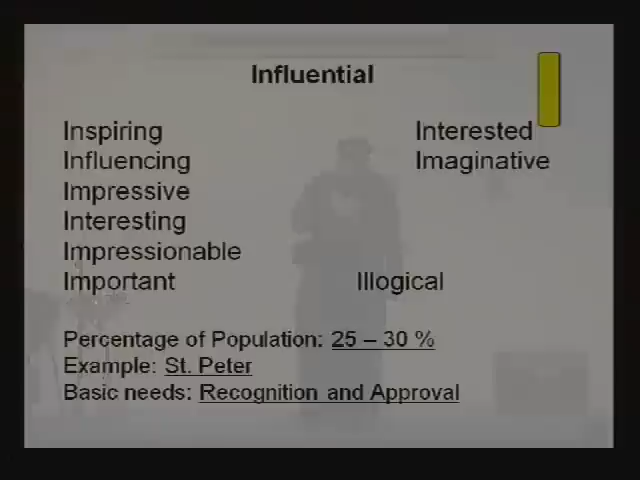 Influential
Inspiring Interested
Influencing Imaginative
Impressive
Interesting
Impressionable
Important Illogical
Percentage of Population: 25 – 30 %
Example: St. Peter
Basic needs: Recognition and Approval